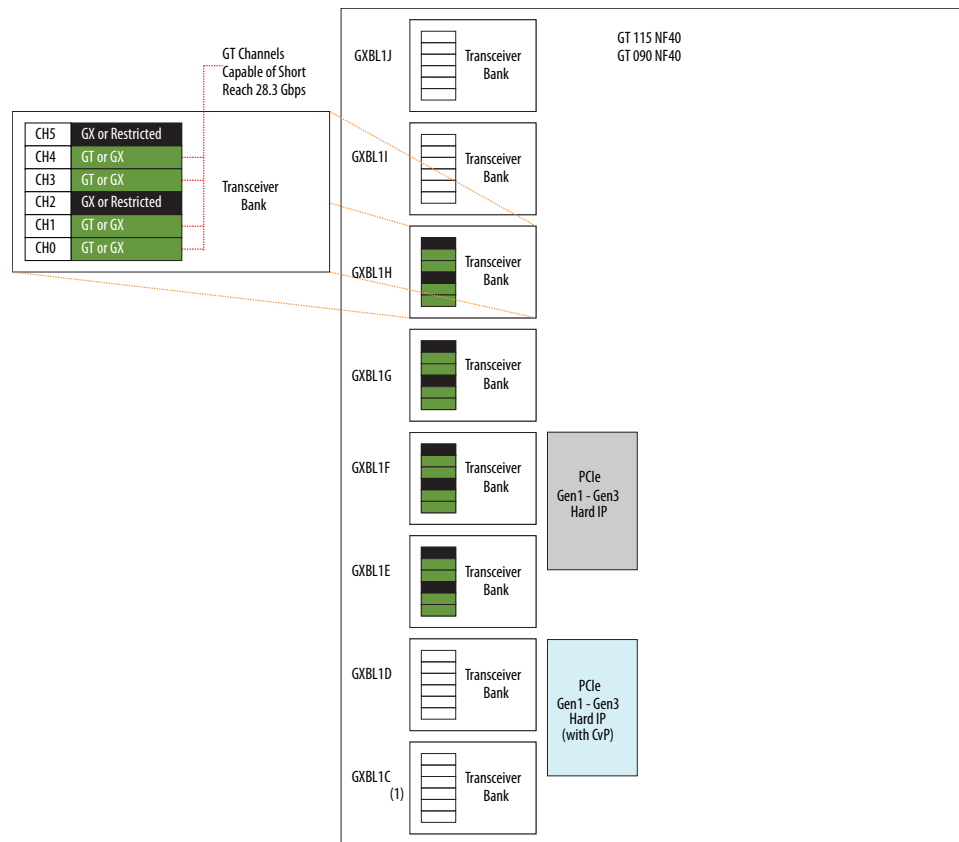 GT 115 NF40
GT 090 NF40
GT Channels
Capable of Short
Reach 28.3 Gbps
CH5 GX or Restricted
CH4 GT or GX
CH3 GT or GX
CH2 GX or Restricted
CH1 GT or GX
CH0 GT or GX
Transceiver
Bank
GXBL1J
Transceiver
Bank
GXBL1I
Transceiver
Bank
GXBL1H
Transceiver
Bank
GXBL1G
Transceiver
Bank
GXBL1F
Transceiver
Bank
PCIe
Gen1 - Gen3
Hard IP
GXBL1E
Transceiver
Bank
GXBL1D
Transceiver
Bank
PCIe
Gen1 - Gen3
Hard IP
(with CvP)
GXBL1C
(1)
Transceiver
Bank